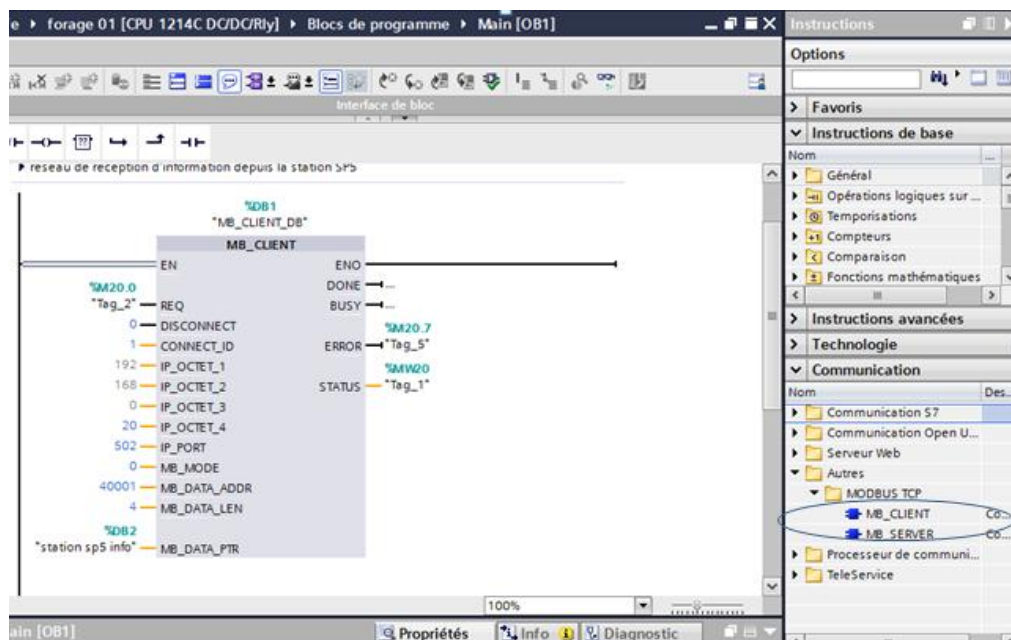 e ▸ forage 01 [CPU 1214C DC/DC/Rly] ▸ Blocs de programme ▸ Main [OB1]
Interface de bloc
reseau de reception d'information depuis la station SP5
%DB1
"MB_CLIENT_DB"
MB_CLIENT
EN ENO
DONE ...
%M20.0
"Tag_2" REQ BUSY ...
0 DISCONNECT
%M20.7
1 CONNECT_ID ERROR "Tag_5"
192 IP_OCTET_1
%MW20
168 IP_OCTET_2 STATUS "Tag_1"
0 IP_OCTET_3
20 IP_OCTET_4
502 IP_PORT
0 MB_MODE
40001 MB_DATA_ADDR
4 MB_DATA_LEN
%DB2
"station sp5 info" MB_DATA_PTR
100%
ain [OB1]
Propriétés Info Diagnostic
Instructions
Options
Favoris
Instructions de base
Nom ...
Général
Opérations logiques sur ...
Temporisations
Compteurs
Comparaison
Fonctions mathématiques
Instructions avancées
Technologie
Communication
Nom Des..
Communication S7
Communication Open U...
Serveur Web
Autres
MODBUS TCP
MB_CLIENT Co...
MB_SERVER Co...
Processeur de communi...
TeleService